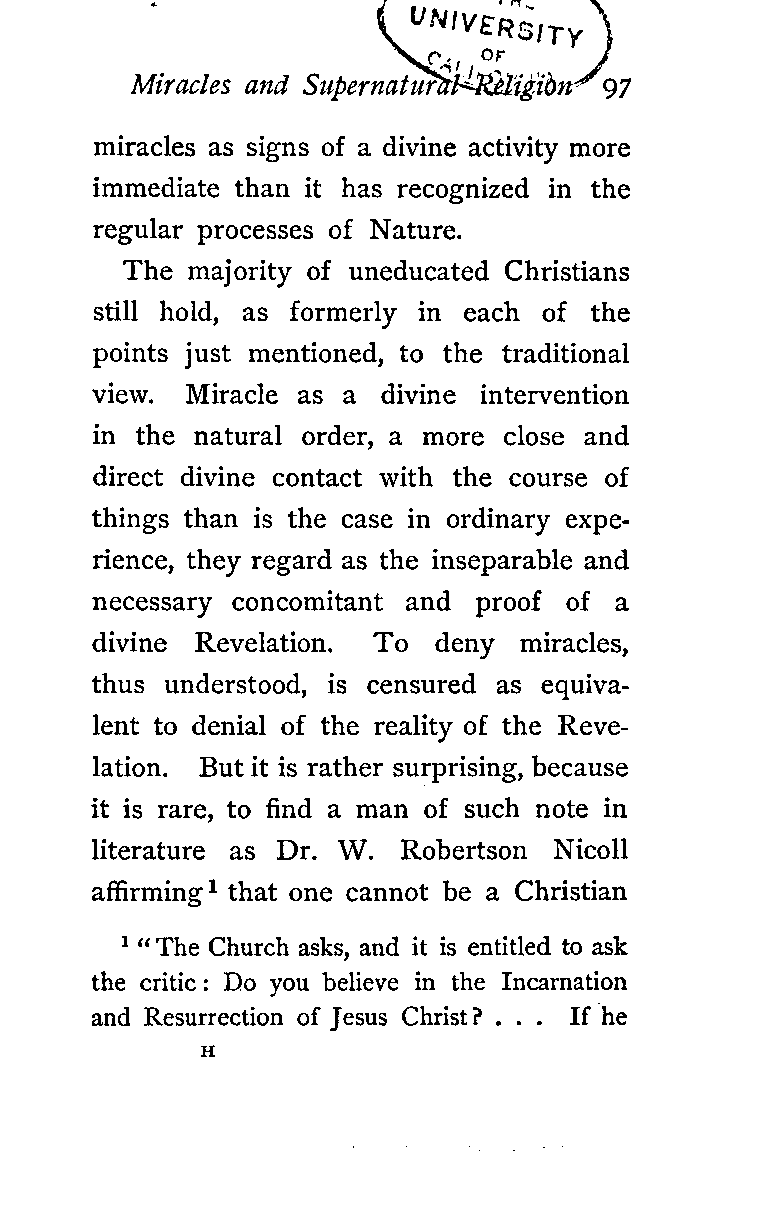 UNIVERSITY
OF
Miracles and Supernatural Religion 97
miracles as signs of a divine activity more
immediate than it has recognized in the
regular processes of Nature.
The majority of uneducated Christians
still hold, as formerly in each of the
points just mentioned, to the traditional
view. Miracle as a divine intervention
in the natural order, a more close and
direct divine contact with the course of
things than is the case in ordinary expe-
rience, they regard as the inseparable and
necessary concomitant and proof of a
divine Revelation. To deny miracles,
thus understood, is censured as equiva-
lent to denial of the reality of the Reve-
lation. But it is rather surprising, because
it is rare, to find a man of such note in
literature as Dr. W. Robertson Nicoll
affirming¹ that one cannot be a Christian
¹ “The Church asks, and it is entitled to ask
the critic: Do you believe in the Incarnation
and Resurrection of Jesus Christ? . . . If he
H